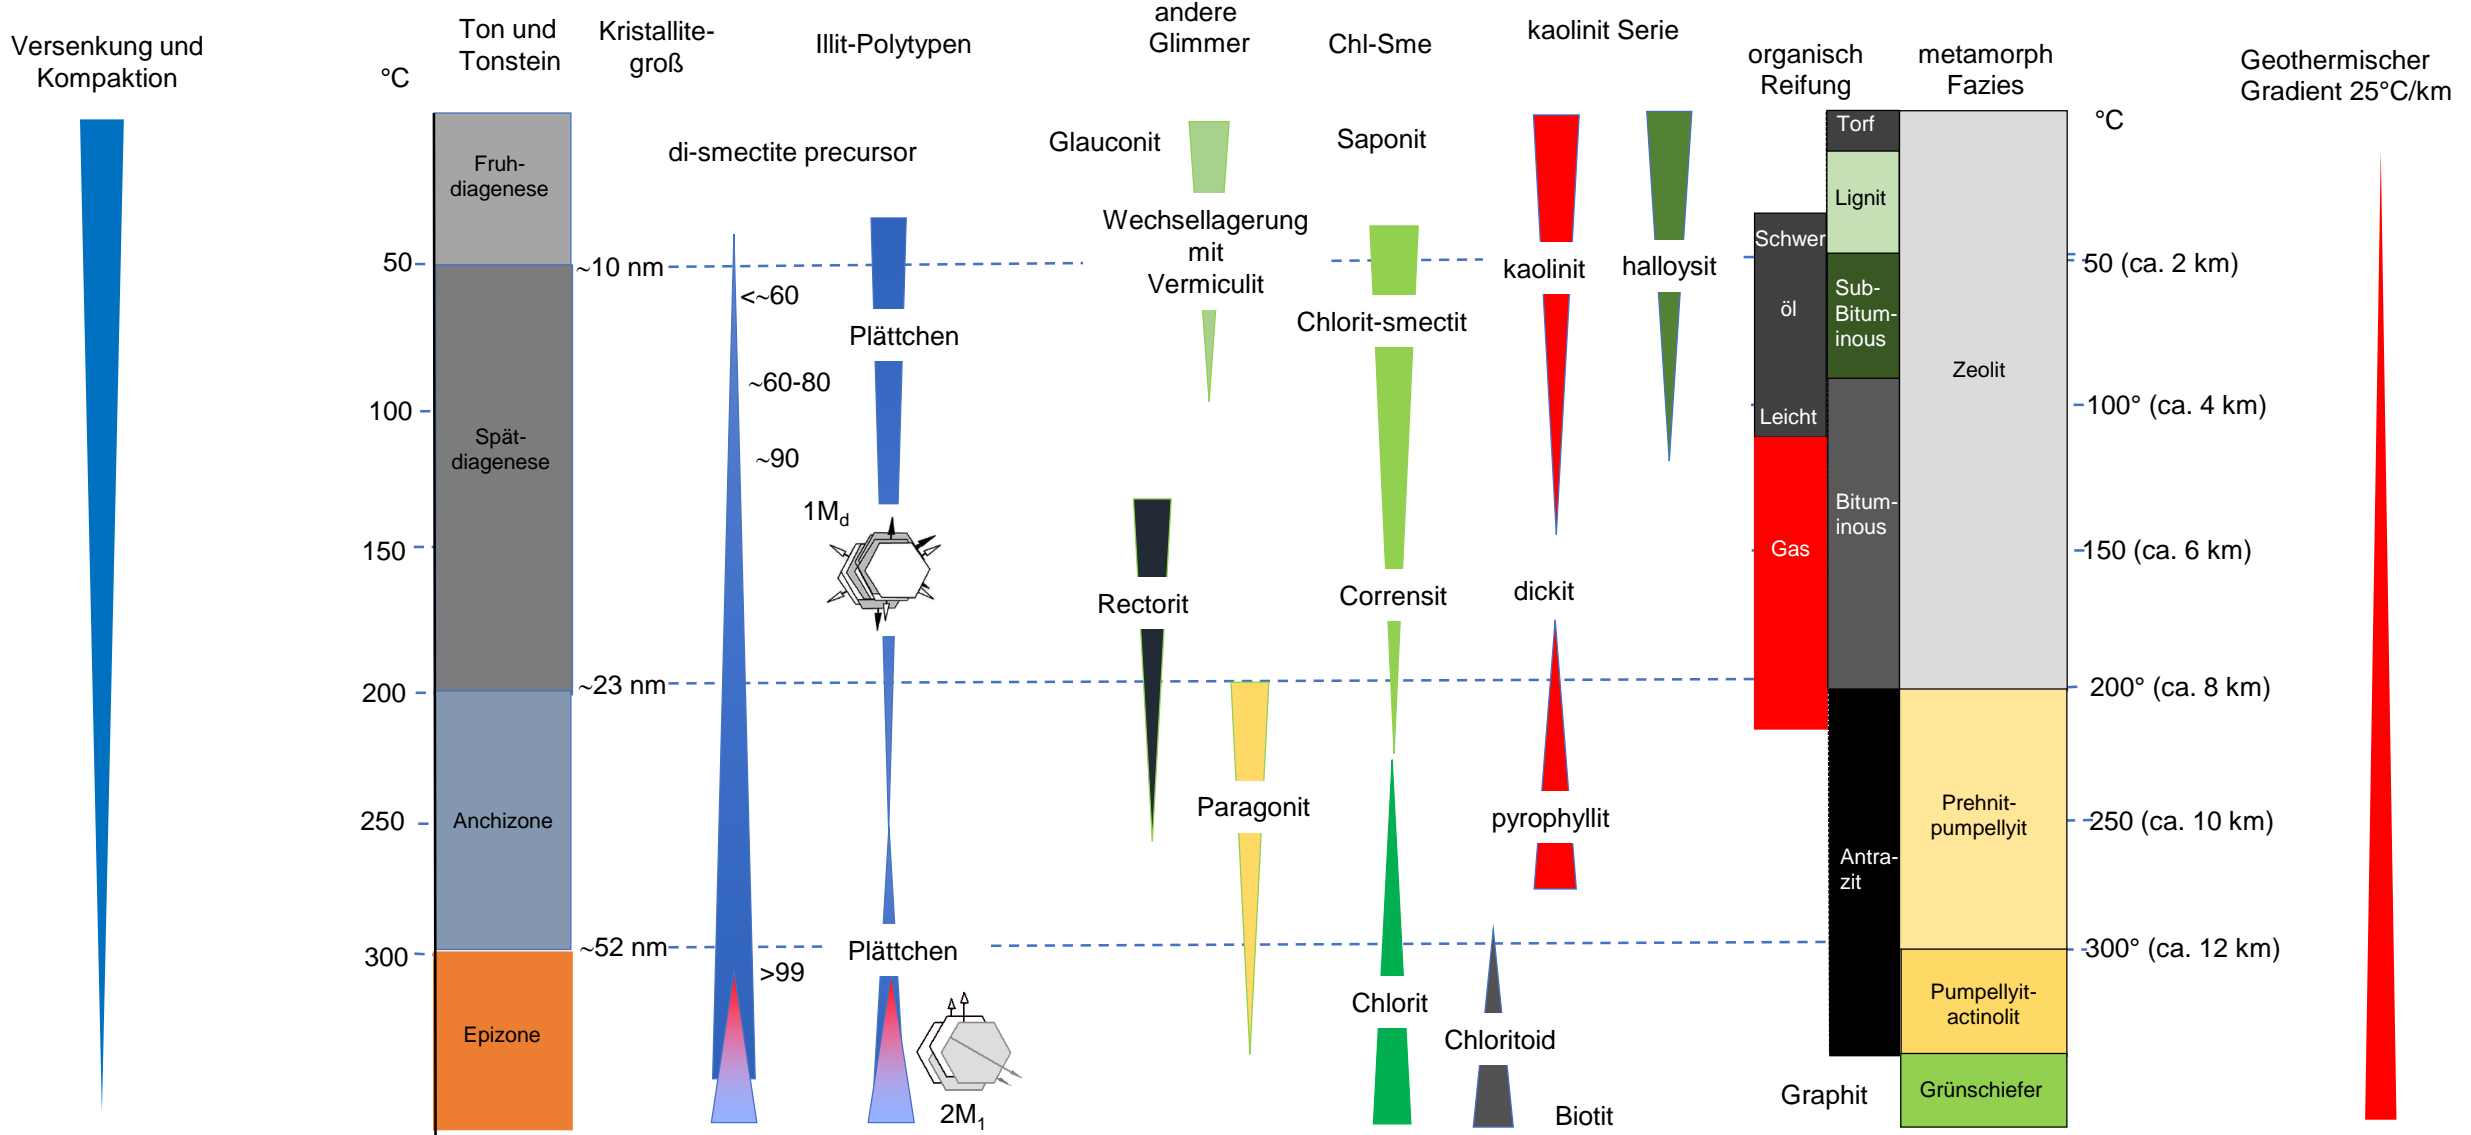 Versenkung und
Kompaktion
°C
Ton und
Tonstein
Kristallite-
groß
Illit-Polytypen
andere
Glimmer
Chl-Sme
kaolinit Serie
organisch
Reifung
metamorph
Fazies
Geothermischer
Gradient 25°C/km
°C
Fruh-
diagenese
di-smectite precursor
Glauconit
Saponit
Torf
Lignit
Wechsellagerung
mit
Vermiculit
Schwer
öl
Leicht
50
~10 nm
<~60
kaolinit
halloysit
50 (ca. 2 km)
Sub-
Bitum-
inous
Plättchen
Chlorit-smectit
Zeolit
~60-80
100
100° (ca. 4 km)
Spät-
diagenese
~90
1Md
Bitum-
inous
150
Gas
150 (ca. 6 km)
Rectorit
Corrensit
dickit
200
~23 nm
200° (ca. 8 km)
Paragonit
pyrophyllit
250
Anchizone
Prehnit-
pumpellyit
250 (ca. 10 km)
Antra-
zit
300
~52 nm
Plättchen
300° (ca. 12 km)
>99
Chlorit
Pumpellyit-
actinolit
Epizone
Chloritoid
2M1
Biotit
Graphit
Grünschiefer